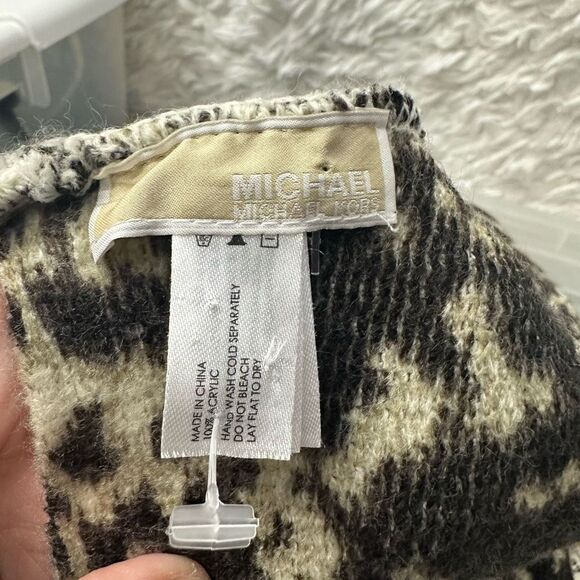 MICHAEL
MICHAEL KORS
MADE IN CHINA
100% ACRYLIC
HAND WASH COLD SEPARATELY
DO NOT BLEACH
LAY FLAT TO DRY